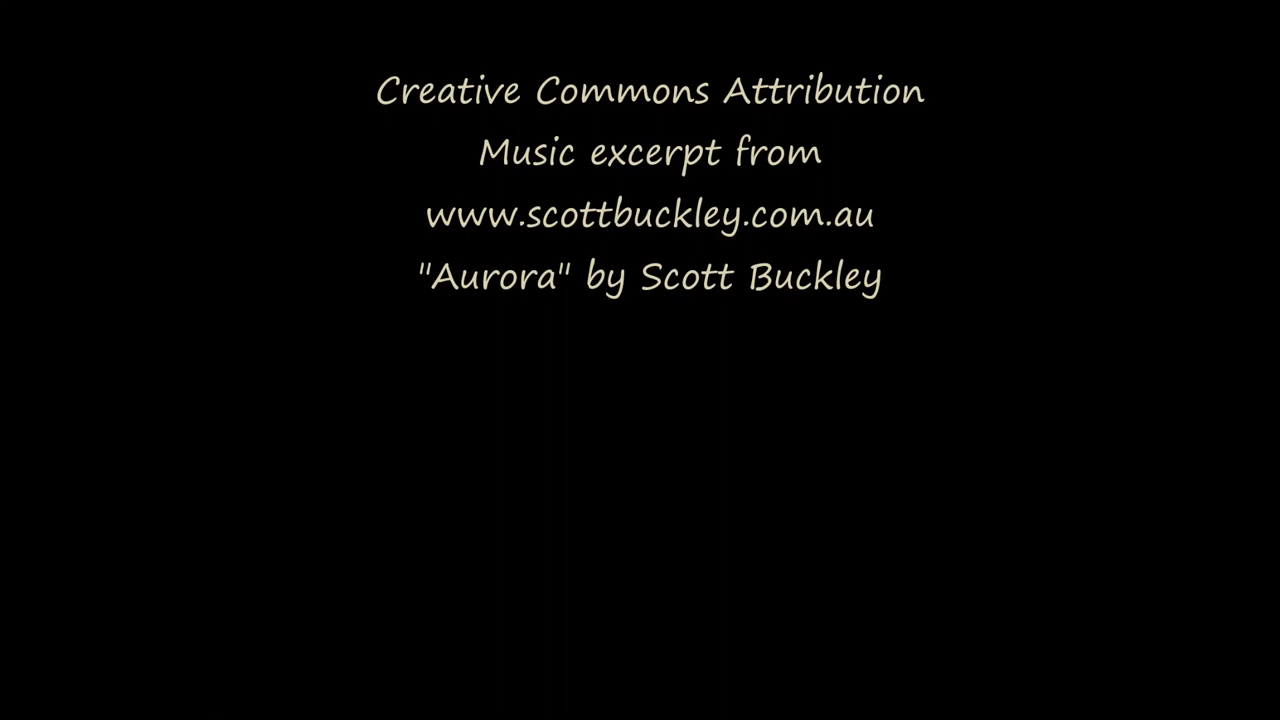 Creative Commons Attribution
Music excerpt from
www.scottbuckley.com.au
"Aurora" by Scott Buckley